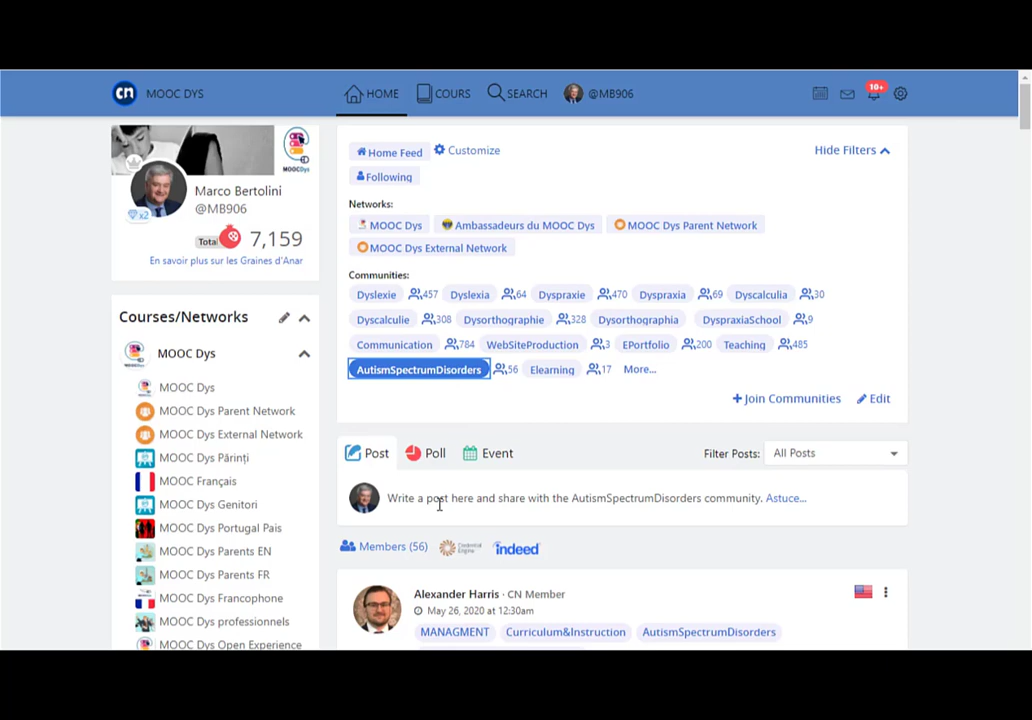 cn MOOC DYS HOME COURS SEARCH @MB906 10+
MOOCDys
Marco Bertolini
@MB906
x2
Total 7,159
En savoir plus sur les Graines d'Anar
Courses/Networks
MOOC Dys
MOOC Dys
MOOC Dys Parent Network
MOOC Dys External Network
MOOC Dys Părinți
MOOC Français
MOOC Dys Genitori
MOOC Dys Portugal Pais
MOOC Dys Parents EN
MOOC Dys Parents FR
MOOC Dys Francophone
MOOC Dys professionnels
MOOC Dys Open Experience
Home Feed Customize Hide Filters
Following
Networks:
MOOC Dys Ambassadeurs du MOOC Dys MOOC Dys Parent Network
MOOC Dys External Network
Communities:
Dyslexie 457 Dyslexia 64 Dyspraxie 470 Dyspraxia 69 Dyscalculia 30
Dyscalculie 308 Dysorthographie 328 Dysorthographia DyspraxiaSchool 9
Communication 784 WebSiteProduction 3 EPortfolio 200 Teaching 485
AutismSpectrumDisorders 56 Elearning 17 More...
+ Join Communities Edit
Post Poll Event Filter Posts: All Posts
Write a post here and share with the AutismSpectrumDisorders community. Astuce...
Members (56) indeed
Alexander Harris · CN Member
May 26, 2020 at 12:30am
MANAGMENT Curriculum&Instruction AutismSpectrumDisorders